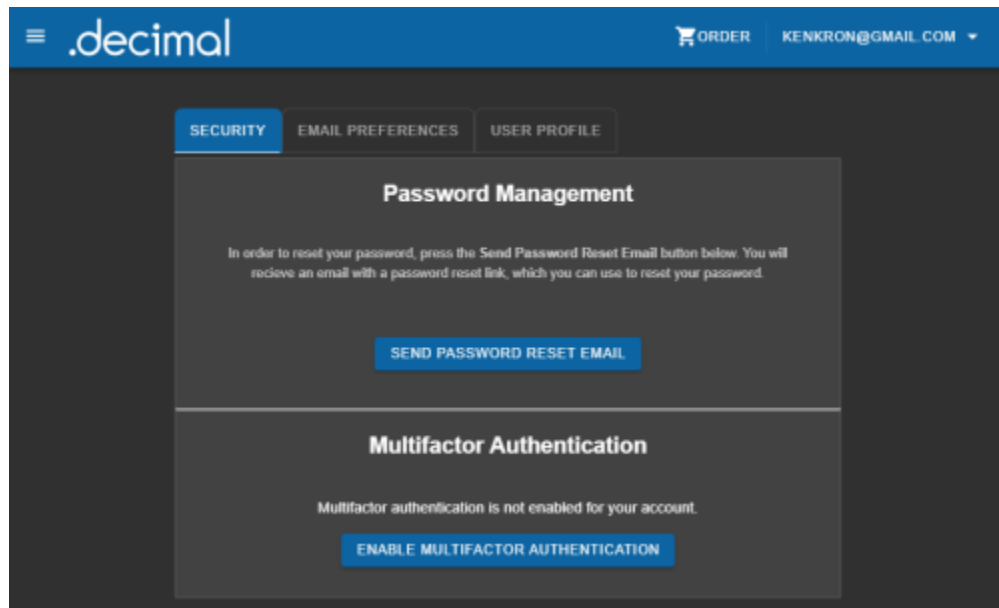 .decimal
ORDER
KENKRON@GMAIL.COM
SECURITY
EMAIL PREFERENCES
USER PROFILE
Password Management
In order to reset your password, press the Send Password Reset Email button below. You will
recieve an email with a password reset link, which you can use to reset your password.
SEND PASSWORD RESET EMAIL
Multifactor Authentication
Multifactor authentication is not enabled for your account.
ENABLE MULTIFACTOR AUTHENTICATION